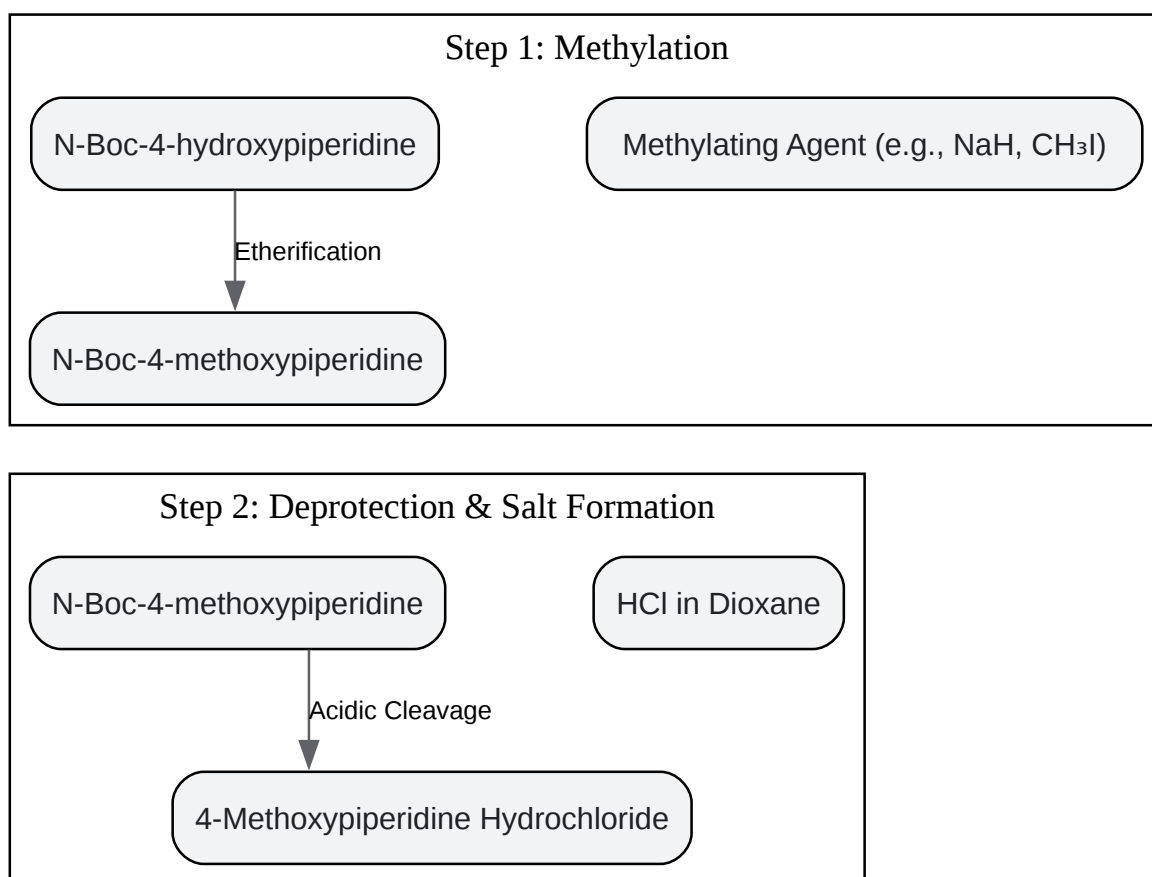 Step 1: Methylation
N-Boc-4-hydroxypiperidine
Methylating Agent (e.g., NaH, CH₃I)
Etherification
N-Boc-4-methoxypiperidine
Step 2: Deprotection & Salt Formation
N-Boc-4-methoxypiperidine
HCl in Dioxane
Acidic Cleavage
4-Methoxypiperidine Hydrochloride